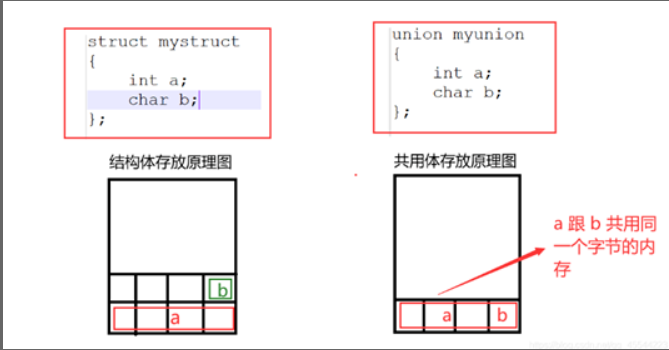 struct mystruct
{
int a;
char b;
};
union myunion
{
int a;
char b;
};
结构体存放原理图
共用体存放原理图
b
a
a
b
a 跟 b 共用同
一个字节的内
存